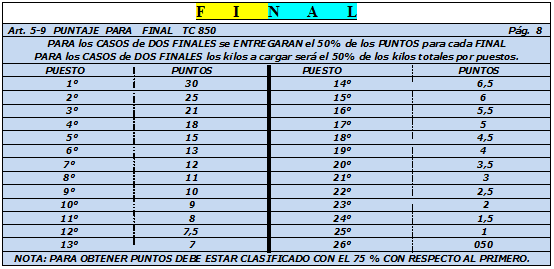 F I N A L
Art. 5-9 PUNTAJE PARA FINAL TC 850 Pág. 8
PARA los CASOS de DOS FINALES se ENTREGARAN el 50% de los PUNTOS para cada FINAL
PARA los CASOS de DOS FINALES los kilos a cargar será el 50% de los kilos totales por puestos.
PUESTO PUNTOS PUESTO PUNTOS
1º 30 14º 6,5
2º 25 15º 6
3º 21 16º 5,5
4º 18 17º 5
5º 15 18º 4,5
6º 13 19º 4
7º 12 20º 3,5
8º 11 21º 3
9º 10 22º 2,5
10º 9 23º 2
11º 8 24º 1,5
12º 7,5 25º 1
13º 7 26º 050
NOTA: PARA OBTENER PUNTOS DEBE ESTAR CLASIFICADO CON EL 75 % CON RESPECTO AL PRIMERO.